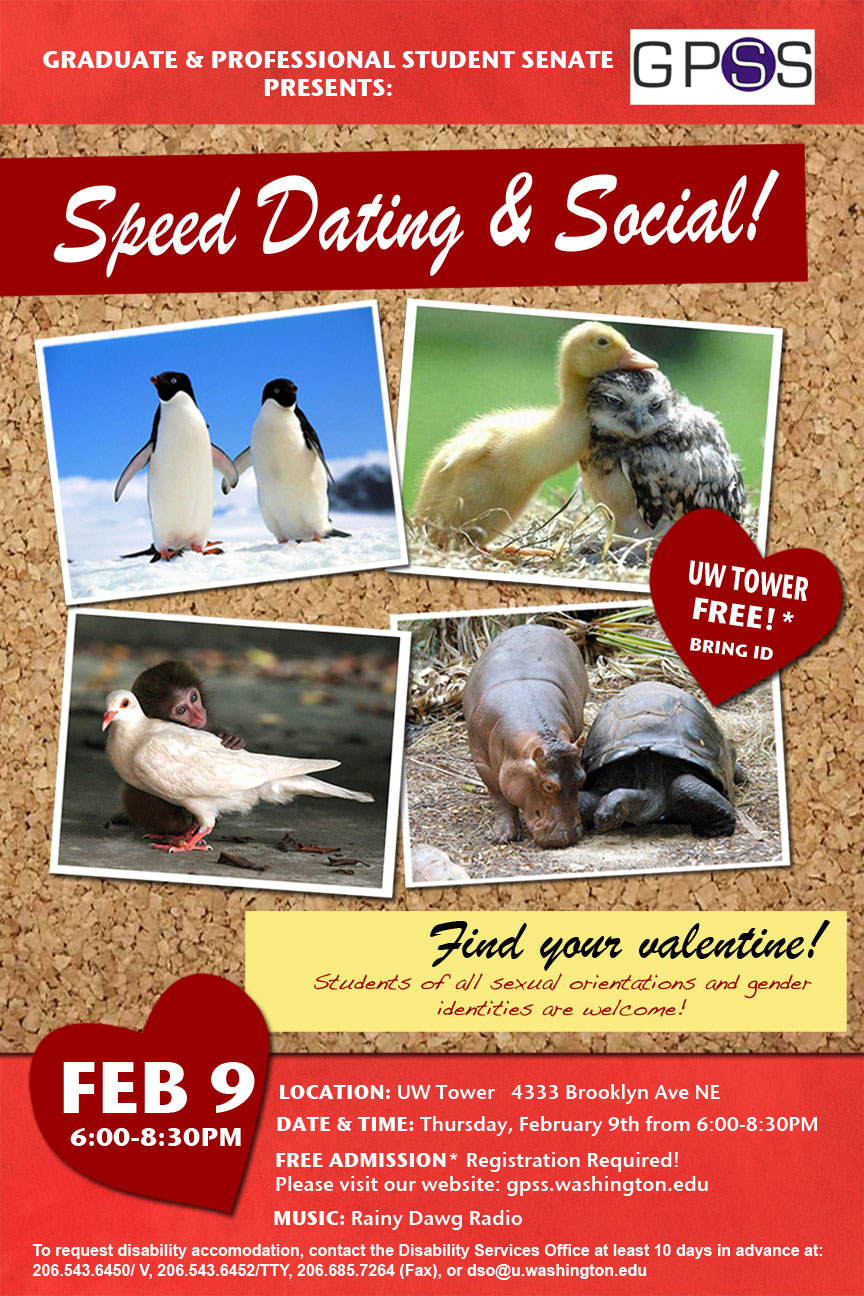 GRADUATE & PROFESSIONAL STUDENT SENATE
PRESENTS:
GPSS
Speed Dating & Social!
UW TOWER
FREE! *
BRING ID
Find your valentine!
Students of all sexual orientations and gender
identities are welcome!
FEB 9
6:00-8:30PM
LOCATION: UW Tower 4333 Brooklyn Ave NE
DATE & TIME: Thursday, February 9th from 6:00-8:30PM
FREE ADMISSION* Registration Required!
Please visit our website: gpss.washington.edu
MUSIC: Rainy Dawg Radio
To request disability accomodation, contact the Disability Services Office at least 10 days in advance at:
206.543.6450/ V, 206.543.6452/TTY, 206.685.7264 (Fax), or dso@u.washington.edu